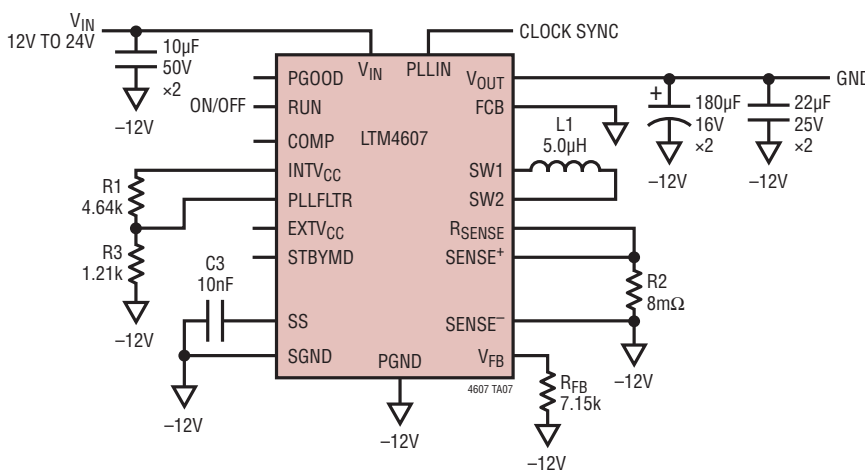 VIN
12V TO 24V
10µF
50V
×2
–12V
CLOCK SYNC
VIN
PLLIN
PGOOD
VOUT
GND
ON/OFF
RUN
FCB
COMP
LTM4607
L1
5.0µH
+
180µF
16V
×2
–12V
22µF
25V
×2
–12V
INTVCC
SW1
R1
4.64k
PLLFLTR
SW2
EXTVCC
RSENSE
R3
1.21k
–12V
STBYMD
SENSE+
C3
10nF
R2
8mΩ
–12V
SS
SENSE–
SGND
PGND
VFB
–12V
–12V
4607 TA07
RFB
7.15k
–12V